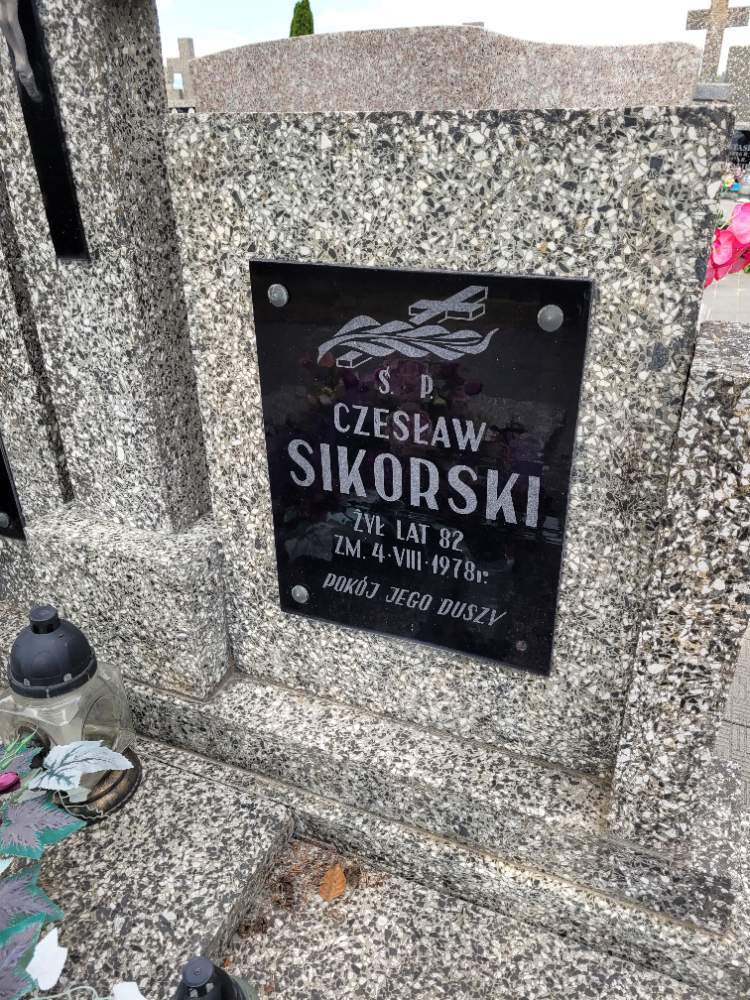 Ś. P.
CZESŁAW
SIKORSKI
ŻYŁ LAT 82
ZM. 4·VIII·1978r.
POKÓJ JEGO DUSZY